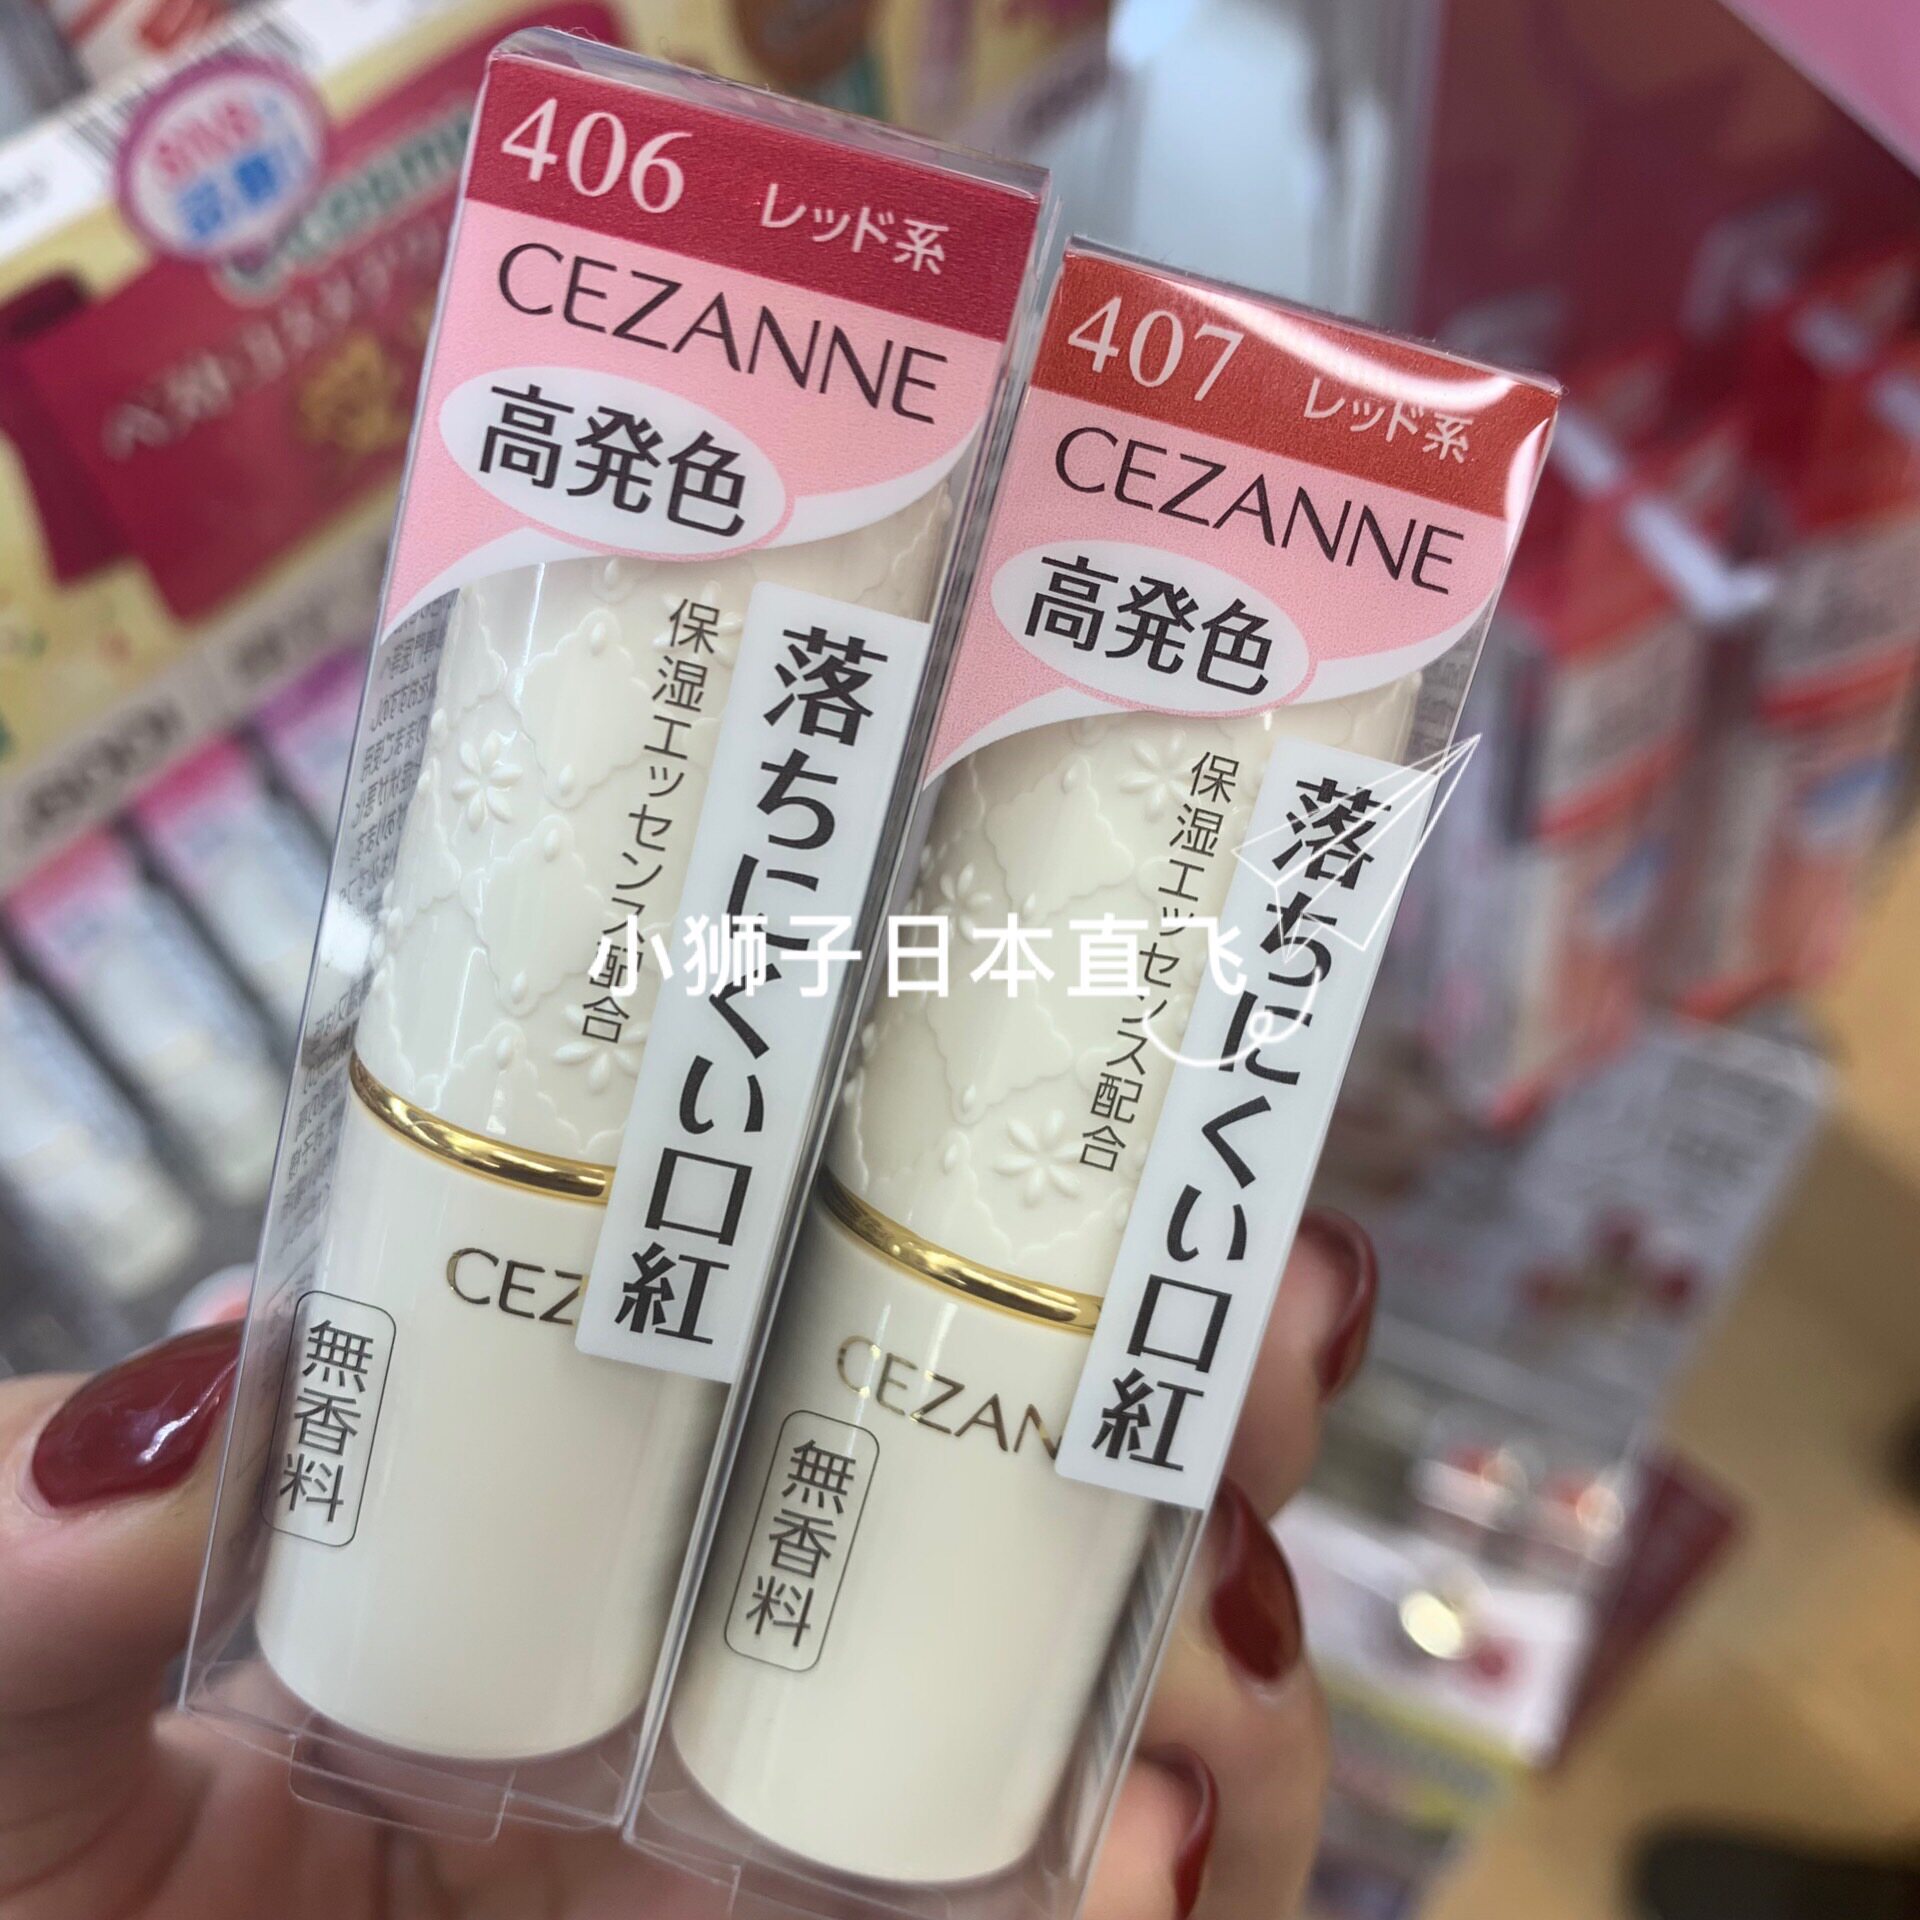 406 レッド系
CEZANNE
高発色
保湿エッセンス配合
落ちにくい口紅
CEZ
無香料
407 レッド系
CEZANNE
高発色
保湿エッセンス配合
落ちにくい口紅
CEZAN
無香料
小狮子日本直飞